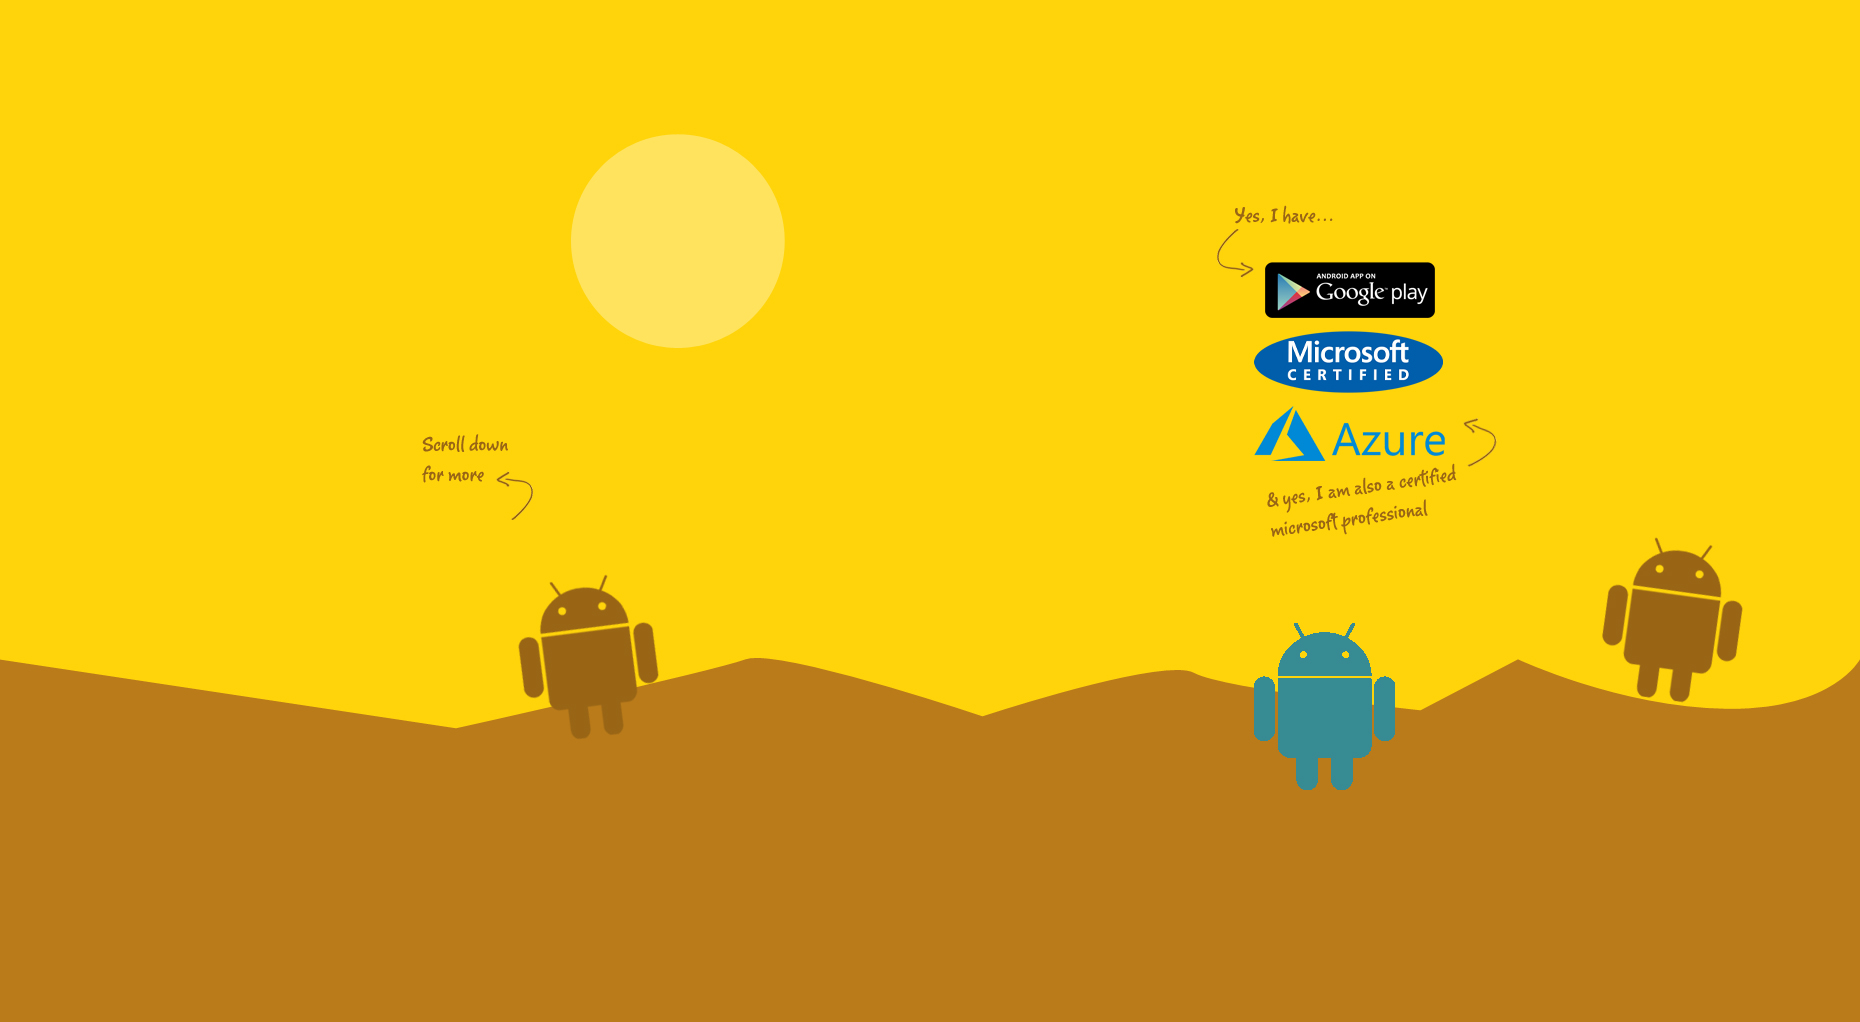 Yes, I have...
ANDROID APP ON
Google play
Microsoft
CERTIFIED
Azure
& yes, I am also a certified
microsoft professional
Scroll down
for more